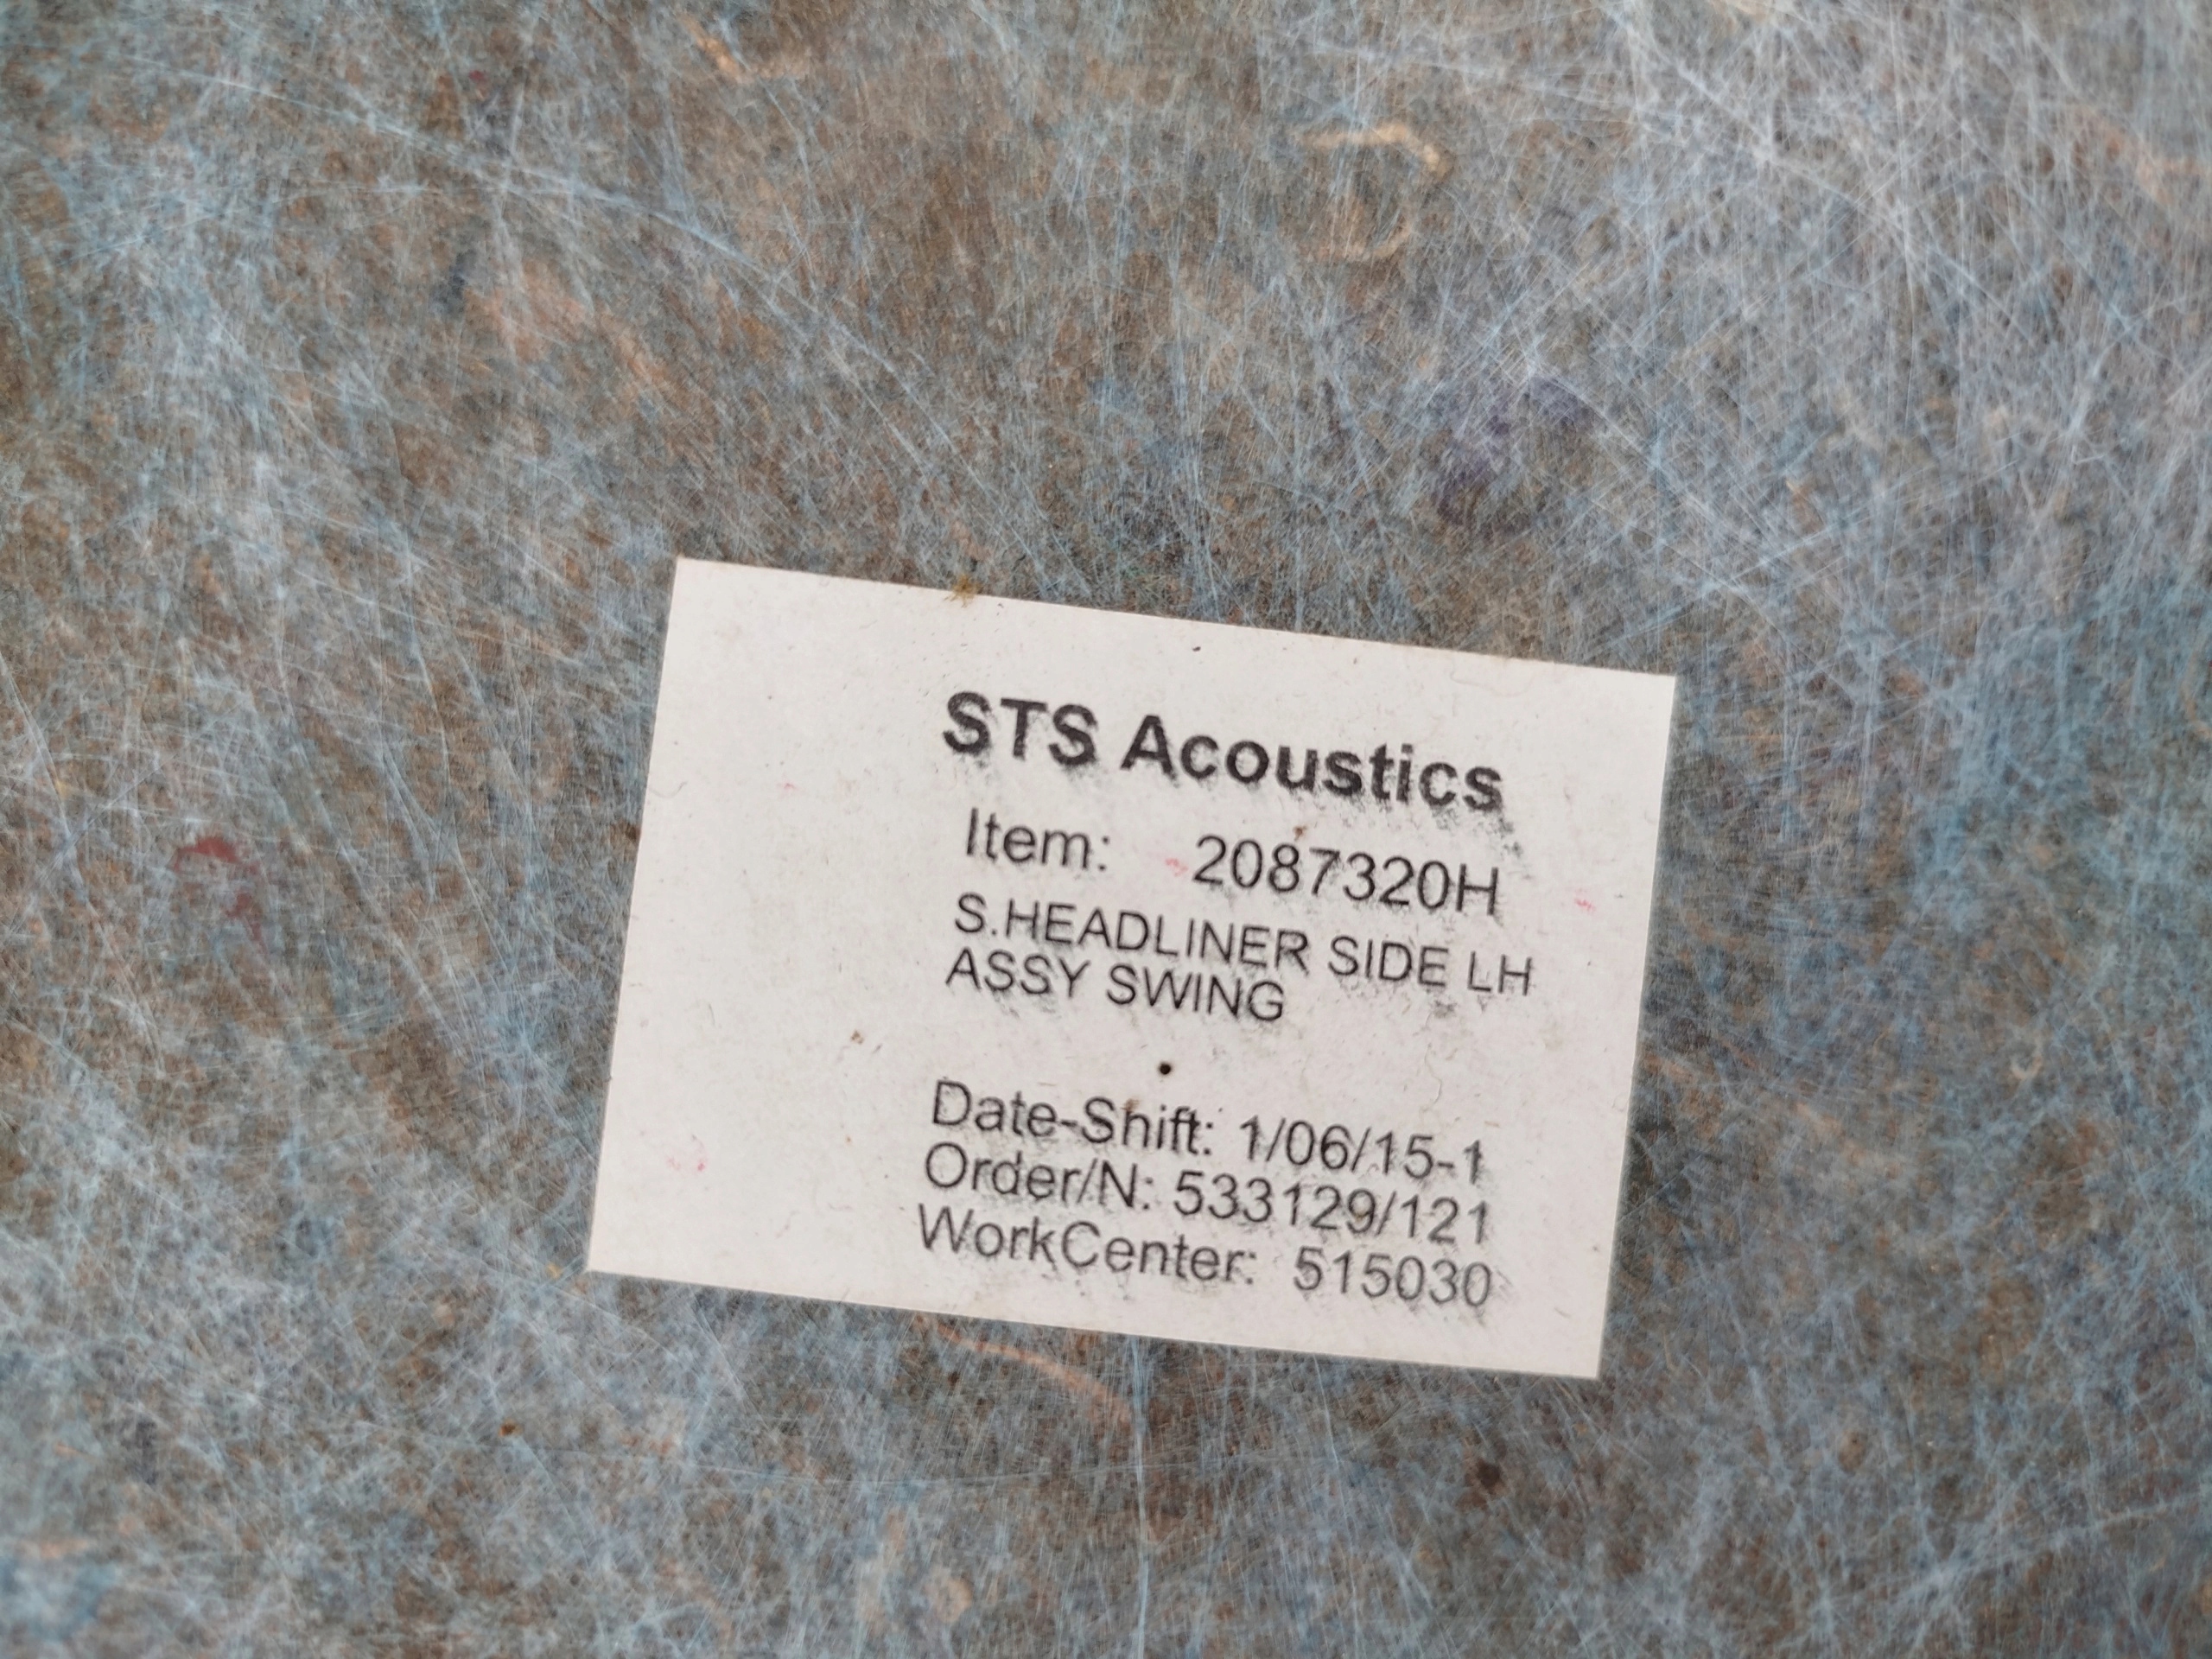 STS Acoustics
Item: 2087320H
S.HEADLINER SIDE LH
ASSY SWING
Date-Shift: 1/06/15-1
Order/N: 533129/121
WorkCenter: 515030